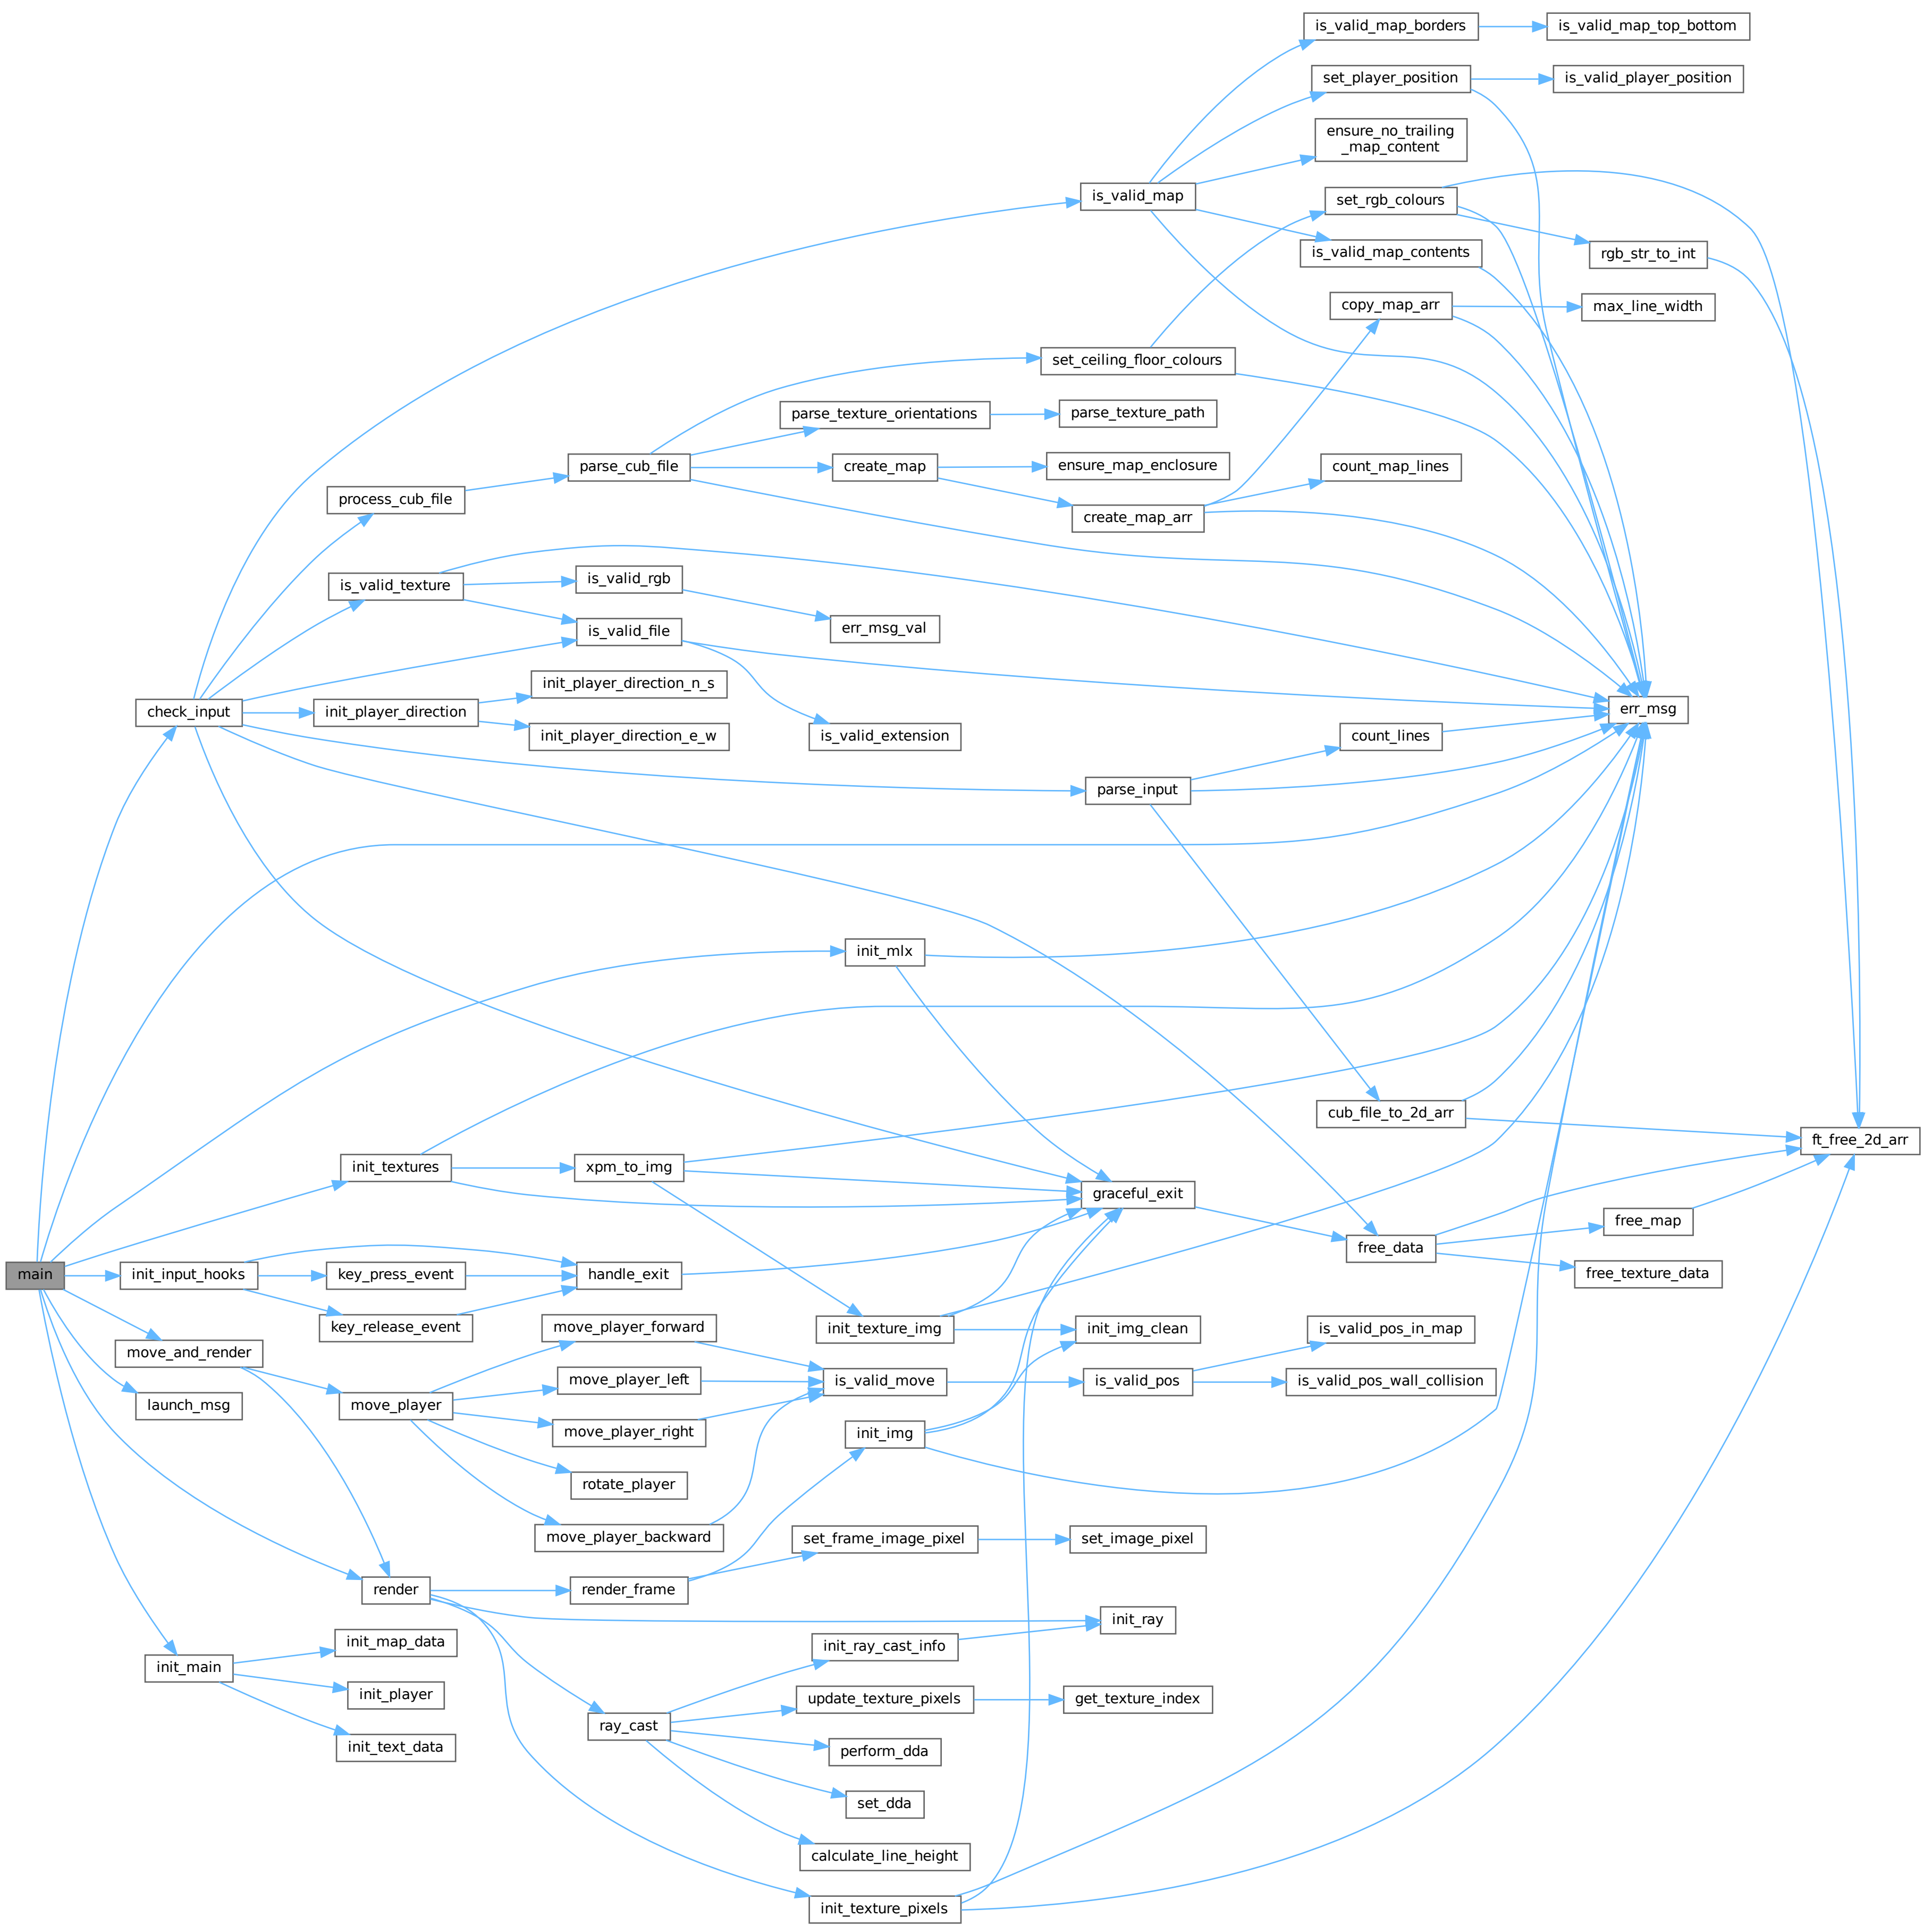 is_valid_map_borders
is_valid_map_top_bottom
set_player_position
is_valid_player_position
ensure_no_trailing
_map_content
is_valid_map
set_rgb_colours
is_valid_map_contents
rgb_str_to_int
copy_map_arr
max_line_width
set_ceiling_floor_colours
parse_texture_orientations
parse_texture_path
parse_cub_file
create_map
ensure_map_enclosure
count_map_lines
process_cub_file
create_map_arr
is_valid_texture
is_valid_rgb
is_valid_file
err_msg_val
init_player_direction_n_s
check_input
init_player_direction
err_msg
init_player_direction_e_w
is_valid_extension
count_lines
parse_input
init_mlx
cub_file_to_2d_arr
ft_free_2d_arr
init_textures
xpm_to_img
graceful_exit
free_map
free_data
main
init_input_hooks
key_press_event
handle_exit
free_texture_data
key_release_event
move_player_forward
init_texture_img
init_img_clean
is_valid_pos_in_map
move_and_render
move_player_left
is_valid_move
is_valid_pos
is_valid_pos_wall_collision
launch_msg
move_player
move_player_right
init_img
rotate_player
move_player_backward
set_frame_image_pixel
set_image_pixel
render
render_frame
init_ray
init_map_data
init_ray_cast_info
init_main
init_player
update_texture_pixels
get_texture_index
ray_cast
init_text_data
perform_dda
set_dda
calculate_line_height
init_texture_pixels